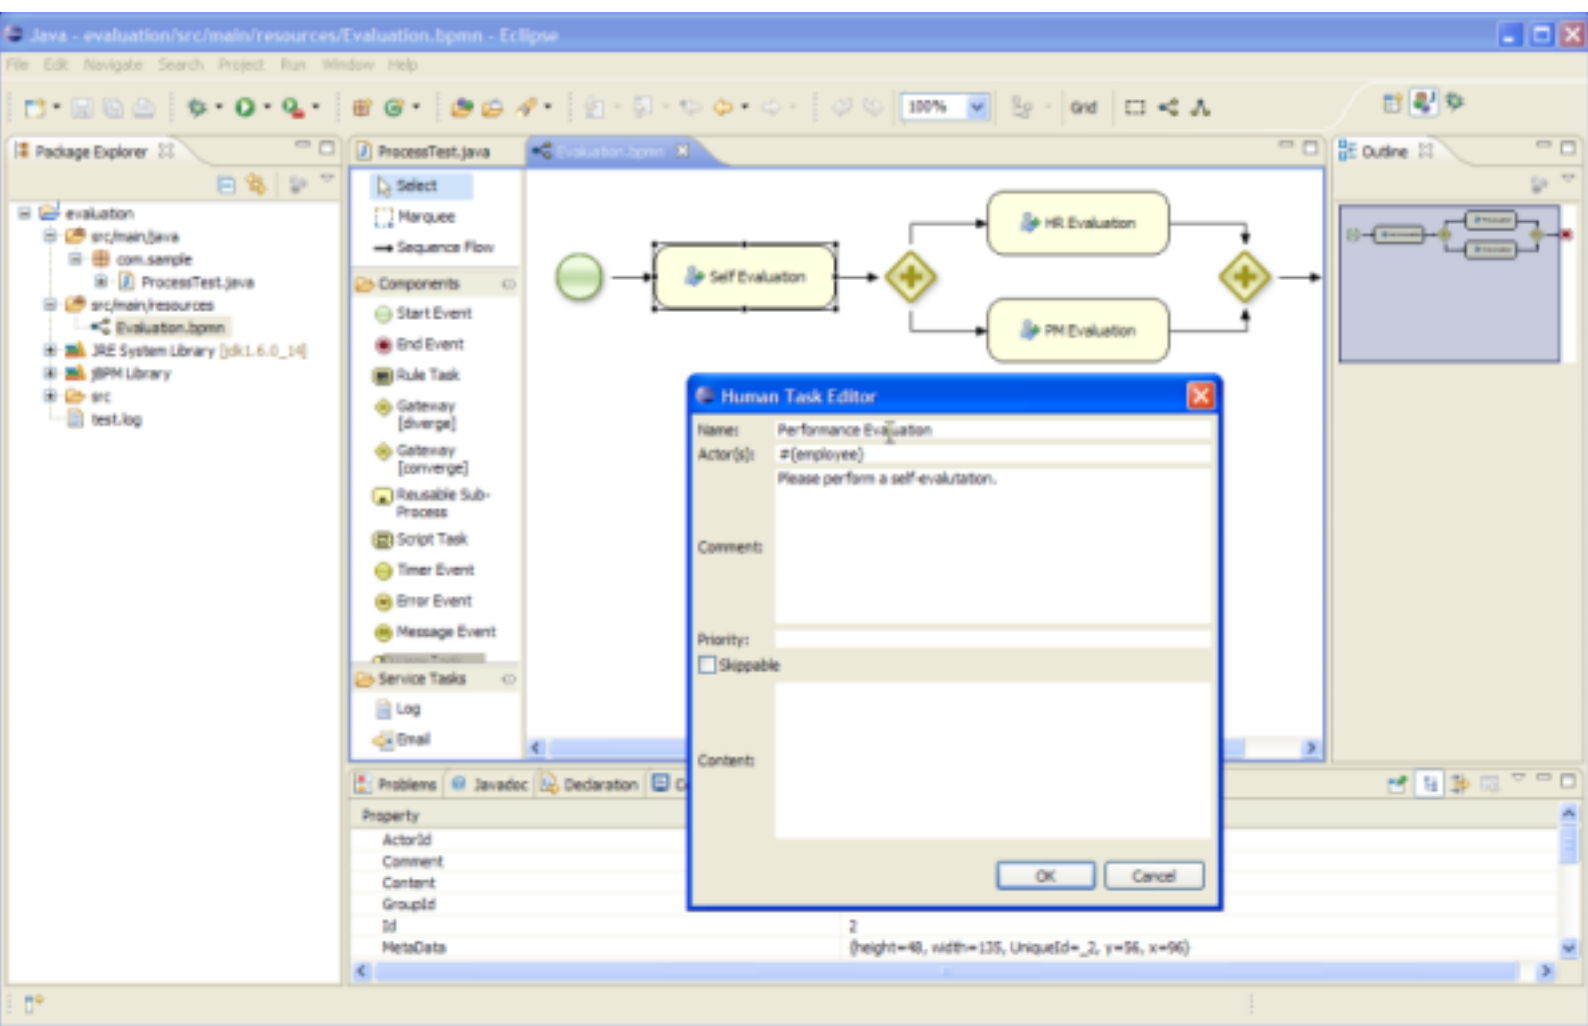 Java - evaluation/src/main/resources/Evaluation.bpmn - Eclipse
File Edit Navigate Search Project Run Window Help
100%
Grid
Package Explorer
evaluation
src/main/java
com.sample
ProcessTest.java
src/main/resources
Evaluation.bpmn
JRE System Library [jdk1.6.0_14]
jBPM Library
src
test.log
ProcessTest.java
Evaluation.bpmn
Select
Marquee
Sequence Flow
Components
Start Event
End Event
Rule Task
Gateway
[diverge]
Gateway
[converge]
Reusable Sub-
Process
Script Task
Timer Event
Error Event
Message Event
Service Tasks
Log
Email
Self Evaluation
HR Evaluation
PM Evaluation
Outline
Human Task Editor
Name: Performance Evaluation
Actor(s): #{employee}
Comment: Please perform a self-evalutation.
Priority:
Skippable
Content:
OK Cancel
Problems Javadoc Declaration
Property
ActorId
Comment
Content
GroupId
Id 2
MetaData {height=48, width=135, UniqueId=_2, y=56, x=96}